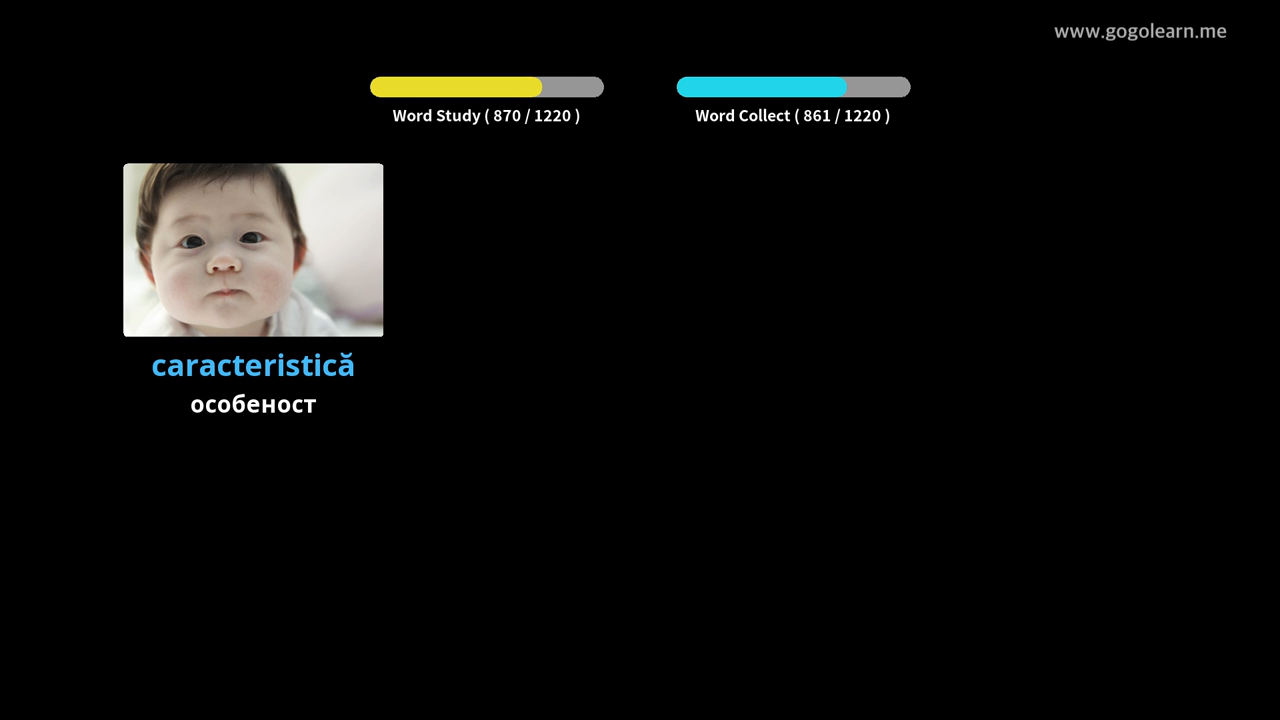 www.gogolearn.me
Word Study ( 870 / 1220 )
Word Collect ( 861 / 1220 )
caracteristică
особеност